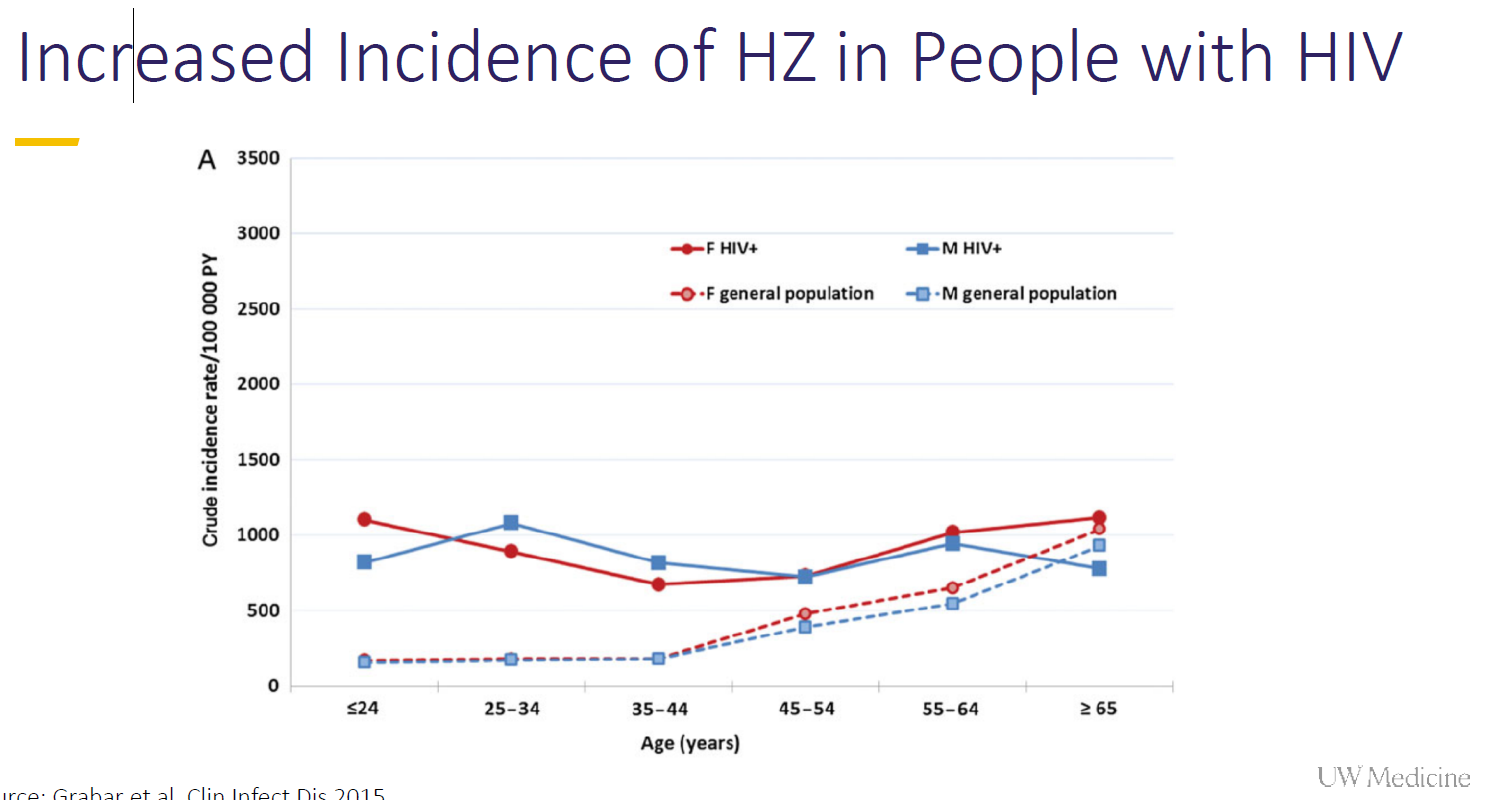 Increased Incidence of HZ in People with HIV
A
3500
3000
F HIV+ M HIV+
F general population M general population
2500
2000
1500
1000
500
0
Crude incidence rate/100 000 PY
≤24 25–34 35–44 45–54 55–64 ≥ 65
Age (years)
UW Medicine
Grabar et al. Clin Infect Dis 2015